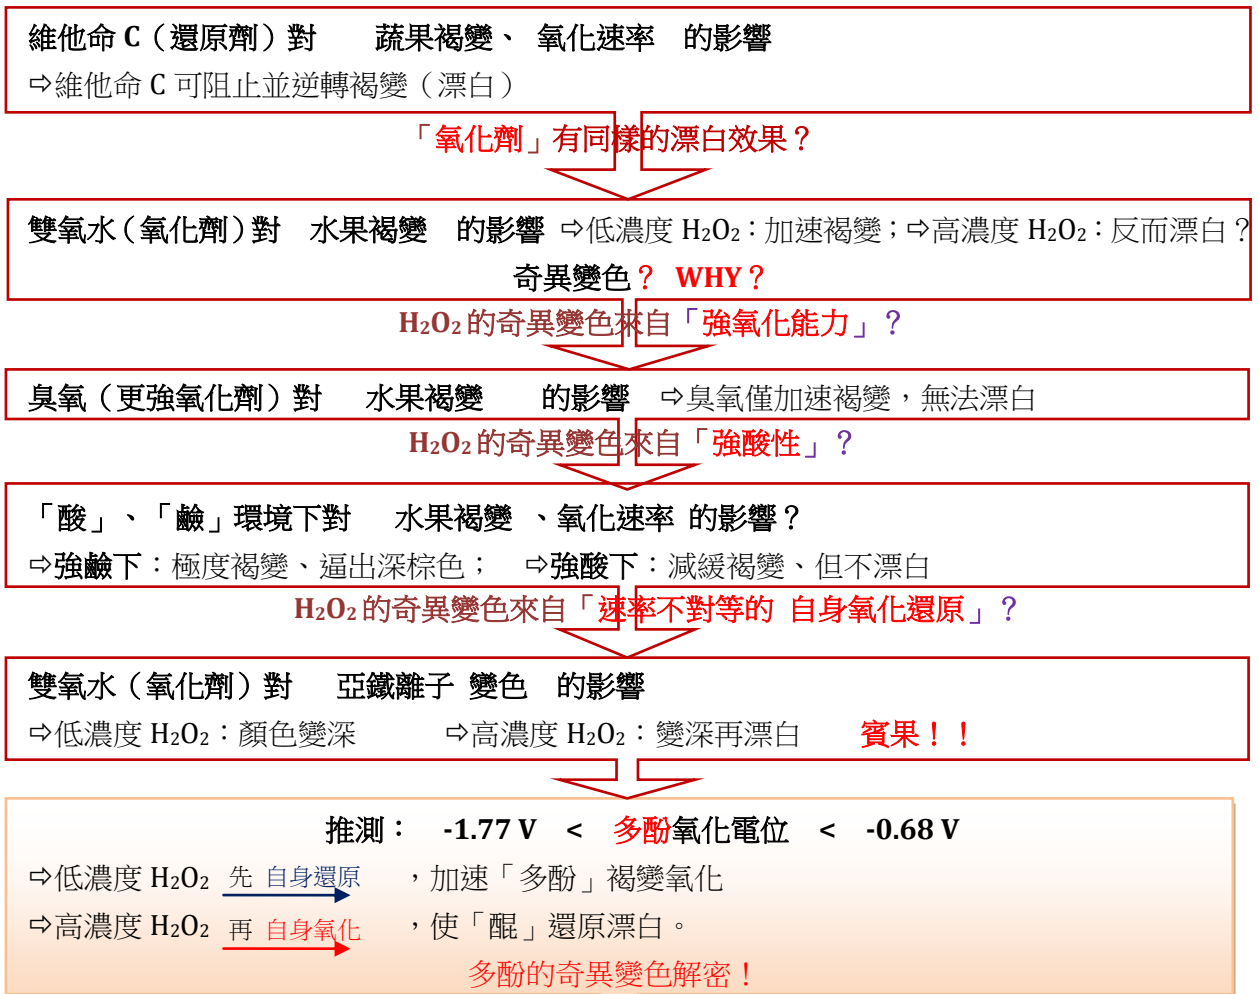 維他命 C（還原劑）對　　蔬果褐變、 氧化速率　的影響
⇨維他命 C 可阻止並逆轉褐變（漂白）
「氧化劑」有同樣的漂白效果？
雙氧水（氧化劑）對　水果褐變　的影響 ⇨低濃度 H₂O₂：加速褐變；⇨高濃度 H₂O₂：反而漂白？
奇異變色？ WHY？
H₂O₂的奇異變色來自「強氧化能力」？
臭氧（更強氧化劑）對　水果褐變　　的影響　⇨臭氧僅加速褐變，無法漂白
H₂O₂的奇異變色來自「強酸性」？
「酸」、「鹼」環境下對　水果褐變 、氧化速率 的影響？
⇨強鹼下：極度褐變、逼出深棕色；　⇨強酸下：減緩褐變、但不漂白
H₂O₂的奇異變色來自「速率不對等的 自身氧化還原」？
雙氧水（氧化劑）對　亞鐵離子 變色　的影響
⇨低濃度 H₂O₂：顏色變深　　⇨高濃度 H₂O₂：變深再漂白　賓果！！
推測：　-1.77 V　<　多酚氧化電位　<　-0.68 V
⇨低濃度 H₂O₂ 先 自身還原 ，加速「多酚」褐變氧化
⇨高濃度 H₂O₂ 再 自身氧化 ，使「醌」還原漂白。
多酚的奇異變色解密！